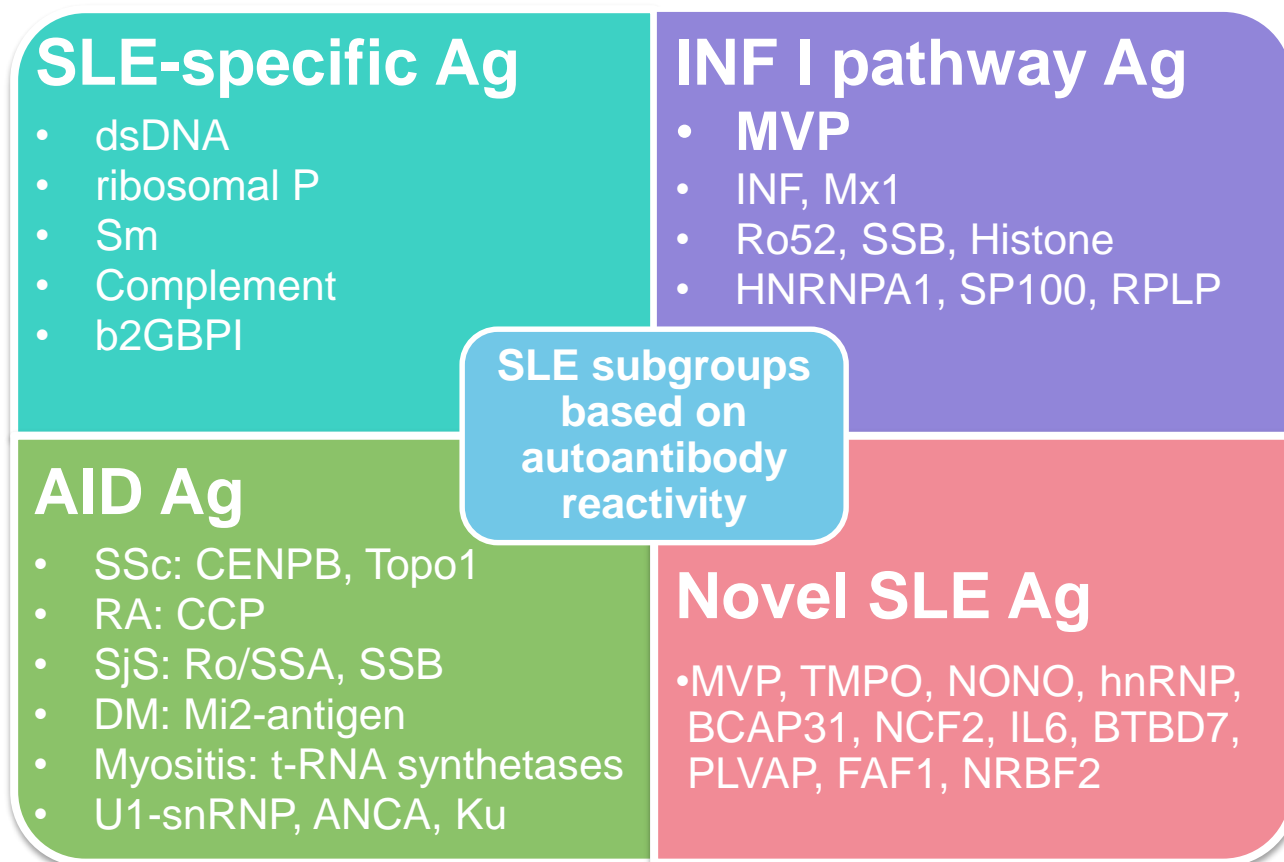 SLE-specific Ag
• dsDNA
• ribosomal P
• Sm
• Complement
• b2GBPI
INF I pathway Ag
• MVP
• INF, Mx1
• Ro52, SSB, Histone
• HNRNPA1, SP100, RPLP
SLE subgroups
based on
autoantibody
reactivity
AID Ag
• SSc: CENPB, Topo1
• RA: CCP
• SjS: Ro/SSA, SSB
• DM: Mi2-antigen
• Myositis: t-RNA synthetases
• U1-snRNP, ANCA, Ku
Novel SLE Ag
•MVP, TMPO, NONO, hnRNP,
BCAP31, NCF2, IL6, BTBD7,
PLVAP, FAF1, NRBF2